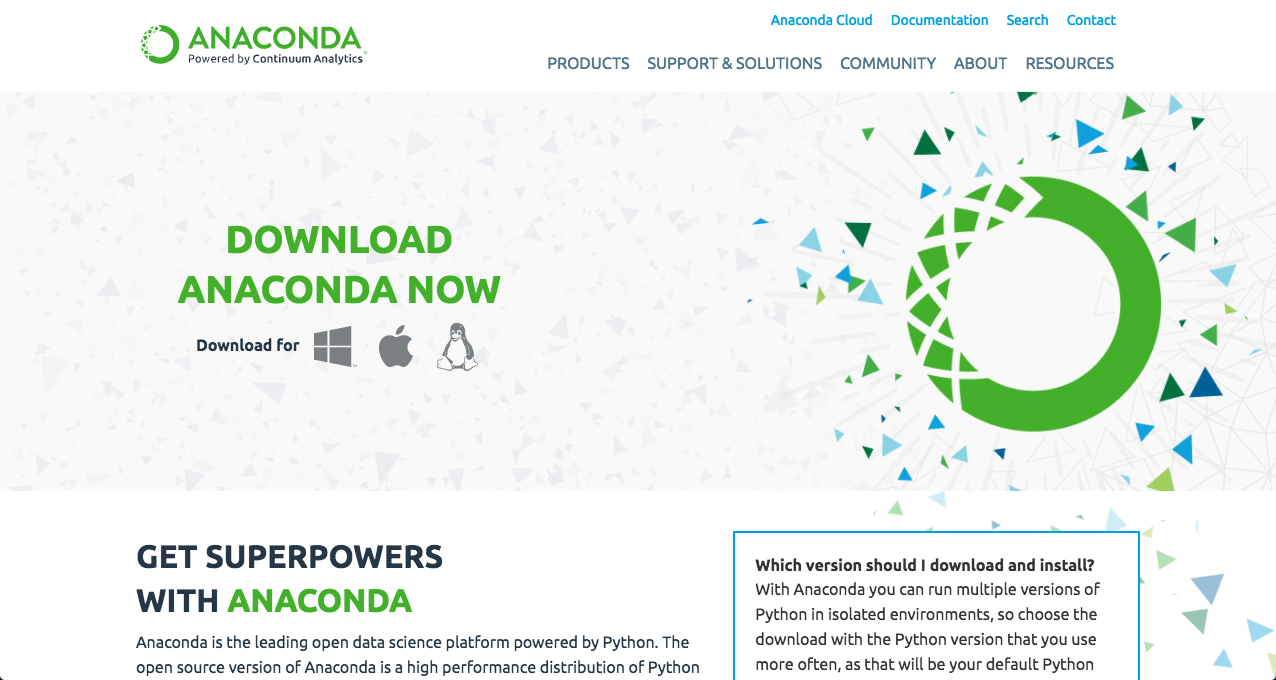 ANACONDA
Powered by Continuum Analytics®
Anaconda Cloud Documentation Search Contact
PRODUCTS SUPPORT & SOLUTIONS COMMUNITY ABOUT RESOURCES
DOWNLOAD
ANACONDA NOW
Download for
GET SUPERPOWERS
WITH ANACONDA
Anaconda is the leading open data science platform powered by Python. The
open source version of Anaconda is a high performance distribution of Python
Which version should I download and install?
With Anaconda you can run multiple versions of
Python in isolated environments, so choose the
download with the Python version that you use
more often, as that will be your default Python